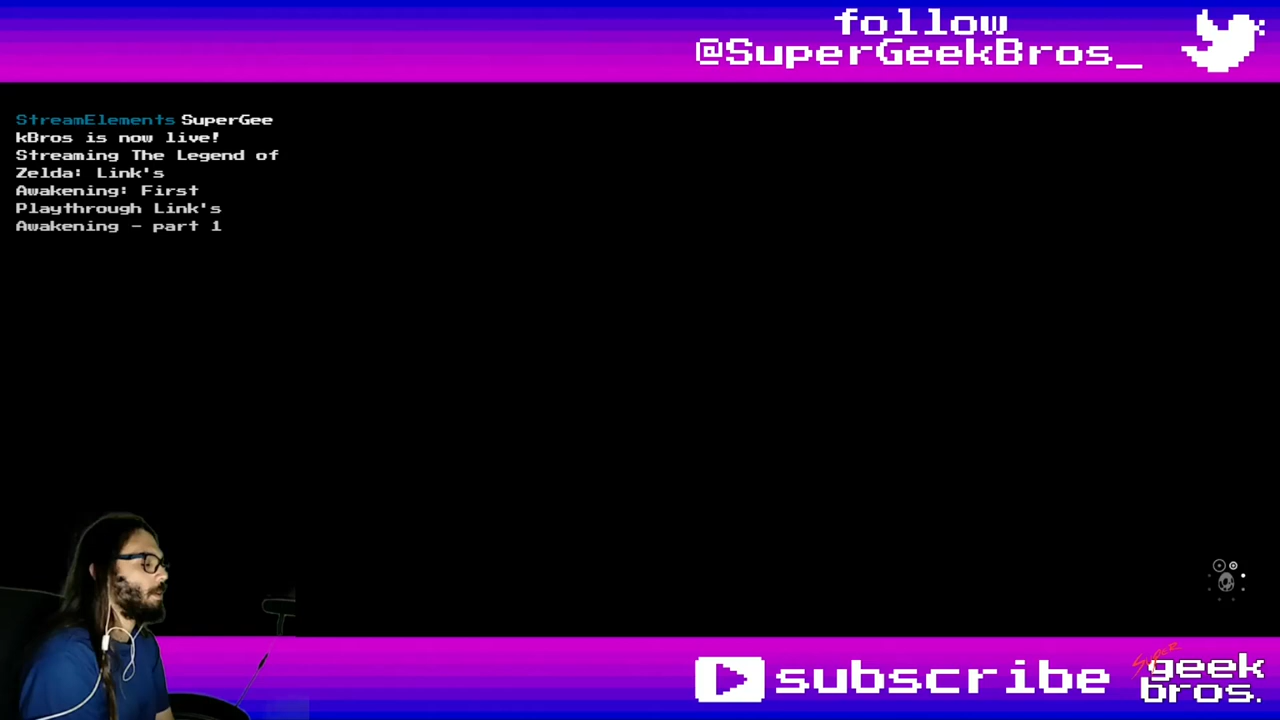 follow
@SuperGeekBros_
StreamElements SuperGee
kBros is now live!
Streaming The Legend of
Zelda: Link's
Awakening: First
Playthrough Link's
Awakening - part 1
subscribe
SUPER
geek
bros.